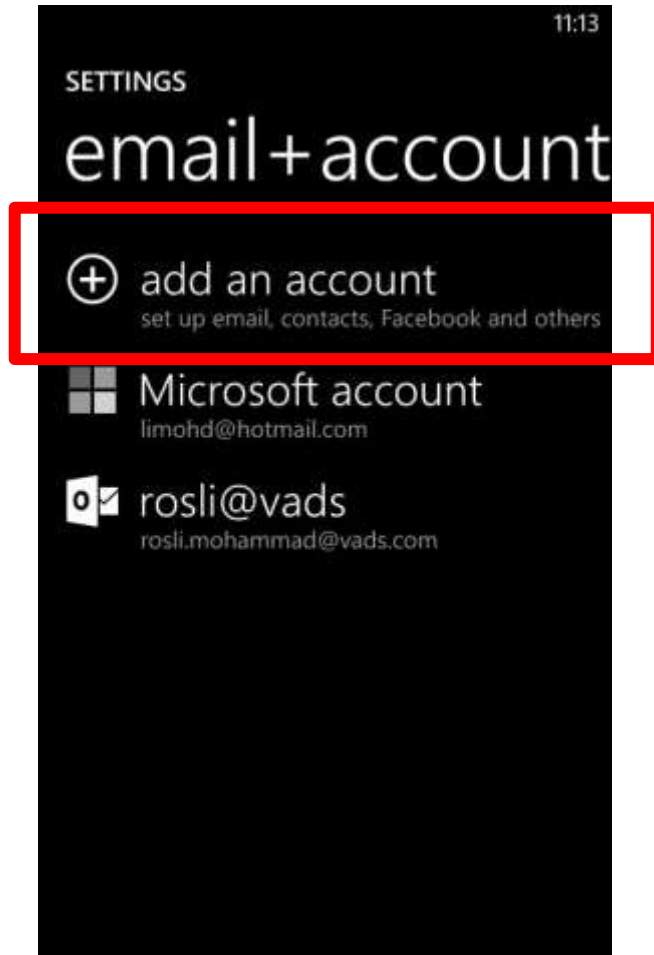 11:13
SETTINGS
email+account
add an account
set up email, contacts, Facebook and others
Microsoft account
limohd@hotmail.com
rosli@vads
rosli.mohammad@vads.com